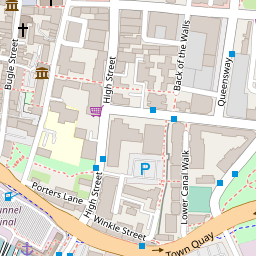 Bugle Street
High Street
Back of the Walls
Queensway
High Street
Lower Canal Walk
Porters Lane
Winkle Street
Town Quay
P